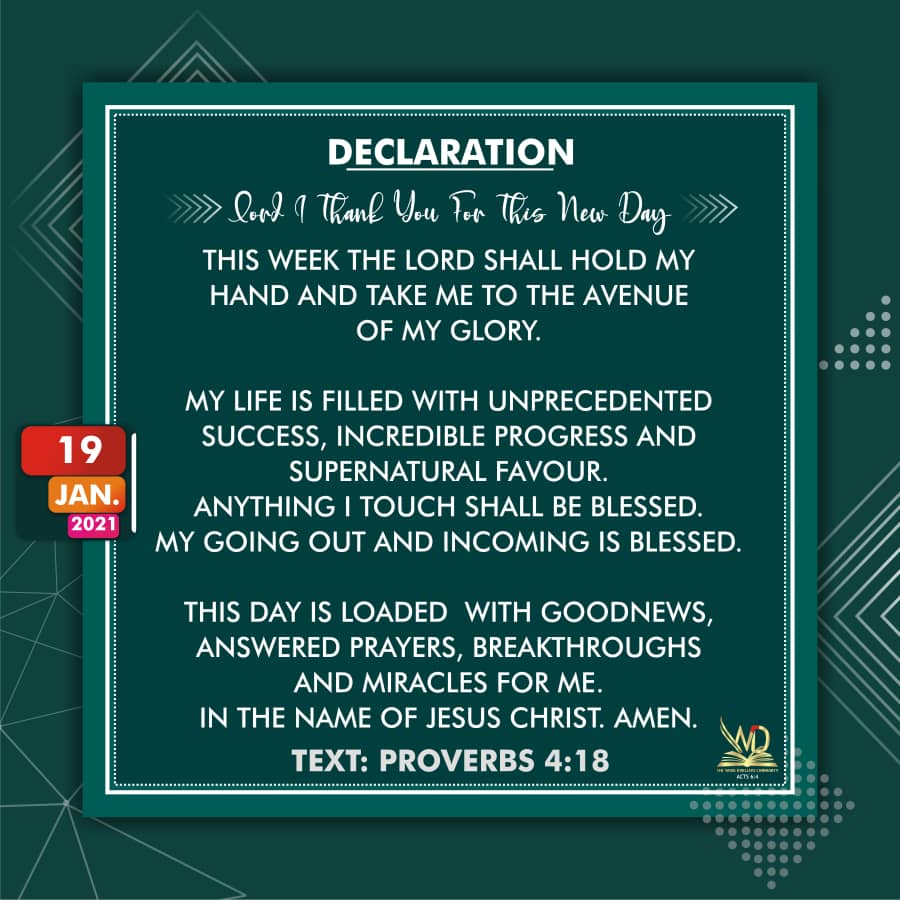 DECLARATION
Lord I Thank You For This New Day
THIS WEEK THE LORD SHALL HOLD MY
HAND AND TAKE ME TO THE AVENUE
OF MY GLORY.
MY LIFE IS FILLED WITH UNPRECEDENTED
SUCCESS, INCREDIBLE PROGRESS AND
SUPERNATURAL FAVOUR.
ANYTHING I TOUCH SHALL BE BLESSED.
MY GOING OUT AND INCOMING IS BLESSED.
19
JAN.
2021
THIS DAY IS LOADED WITH GOODNEWS,
ANSWERED PRAYERS, BREAKTHROUGHS
AND MIRACLES FOR ME.
IN THE NAME OF JESUS CHRIST. AMEN.
TEXT: PROVERBS 4:18
WD
ACTS 6:4